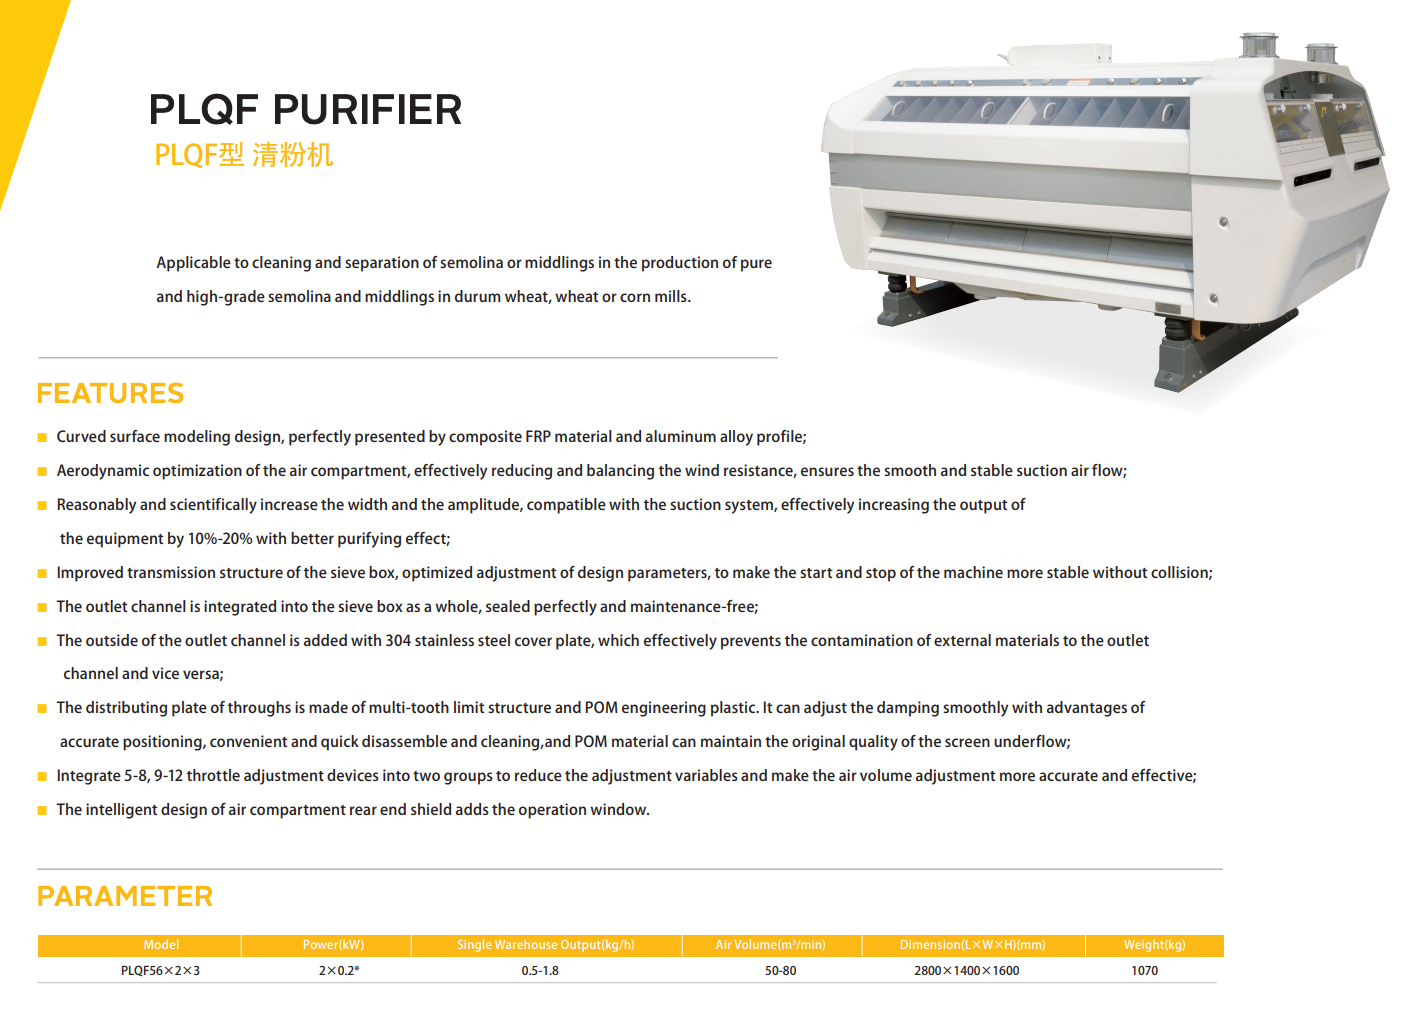 PLQF PURIFIER
PLQF型 清粉机
Applicable to cleaning and separation of semolina or middlings in the production of pure
and high-grade semolina and middlings in durum wheat, wheat or corn mills.
FEATURES
Curved surface modeling design, perfectly presented by composite FRP material and aluminum alloy profile;
Aerodynamic optimization of the air compartment, effectively reducing and balancing the wind resistance, ensures the smooth and stable suction air flow;
Reasonably and scientifically increase the width and the amplitude, compatible with the suction system, effectively increasing the output of
the equipment by 10%-20% with better purifying effect;
Improved transmission structure of the sieve box, optimized adjustment of design parameters, to make the start and stop of the machine more stable without collision;
The outlet channel is integrated into the sieve box as a whole, sealed perfectly and maintenance-free;
The outside of the outlet channel is added with 304 stainless steel cover plate, which effectively prevents the contamination of external materials to the outlet
channel and vice versa;
The distributing plate of throughs is made of multi-tooth limit structure and POM engineering plastic. It can adjust the damping smoothly with advantages of
accurate positioning, convenient and quick disassemble and cleaning,and POM material can maintain the original quality of the screen underflow;
Integrate 5-8, 9-12 throttle adjustment devices into two groups to reduce the adjustment variables and make the air volume adjustment more accurate and effective;
The intelligent design of air compartment rear end shield adds the operation window.
PARAMETER
Model Power(kW) Single Warehouse Output(kg/h) Air Volume(m³/min) Dimension(L×W×H)(mm) Weight(kg)
PLQF56×2×3 2×0.2* 0.5-1.8 50-80 2800×1400×1600 1070